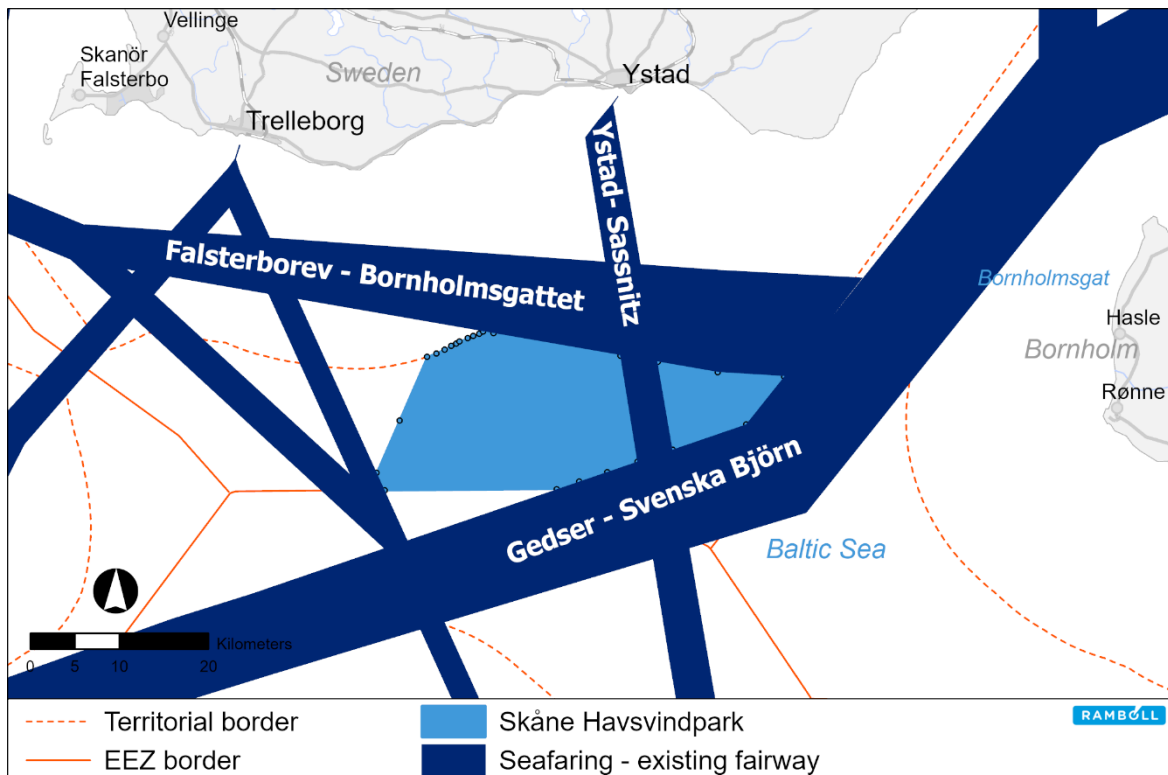 Vellinge
Skanör
Falsterbo
Sweden
Ystad
Trelleborg
Ystad- Sassnitz
Falsterborev - Bornholmsgattet
Bornholmsgat
Hasle
Bornholm
Rønne
Gedser - Svenska Björn
Baltic Sea
Kilometers
0 5 10 20
Territorial border
EEZ border
Skåne Havsvindpark
Seafaring - existing fairway
RAMBOLL